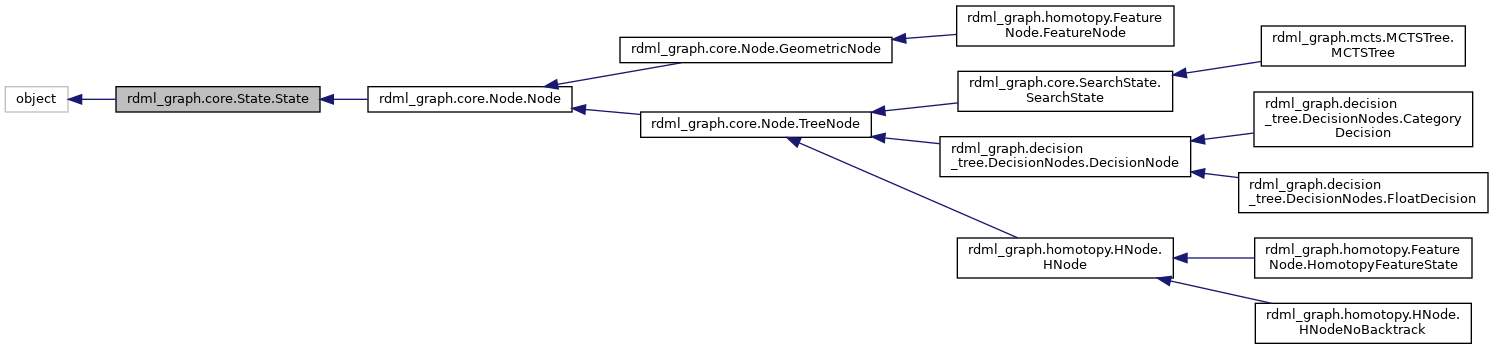 object
rdml_graph.core.State.State
rdml_graph.core.Node.Node
rdml_graph.core.Node.GeometricNode
rdml_graph.homotopy.Feature
Node.FeatureNode
rdml_graph.core.Node.TreeNode
rdml_graph.core.SearchState.
SearchState
rdml_graph.mcts.MCTSTree.
MCTSTree
rdml_graph.decision
_tree.DecisionNodes.DecisionNode
rdml_graph.decision
_tree.DecisionNodes.Category
Decision
rdml_graph.decision
_tree.DecisionNodes.FloatDecision
rdml_graph.homotopy.HNode.
HNode
rdml_graph.homotopy.Feature
Node.HomotopyFeatureState
rdml_graph.homotopy.HNode.
HNodeNoBacktrack